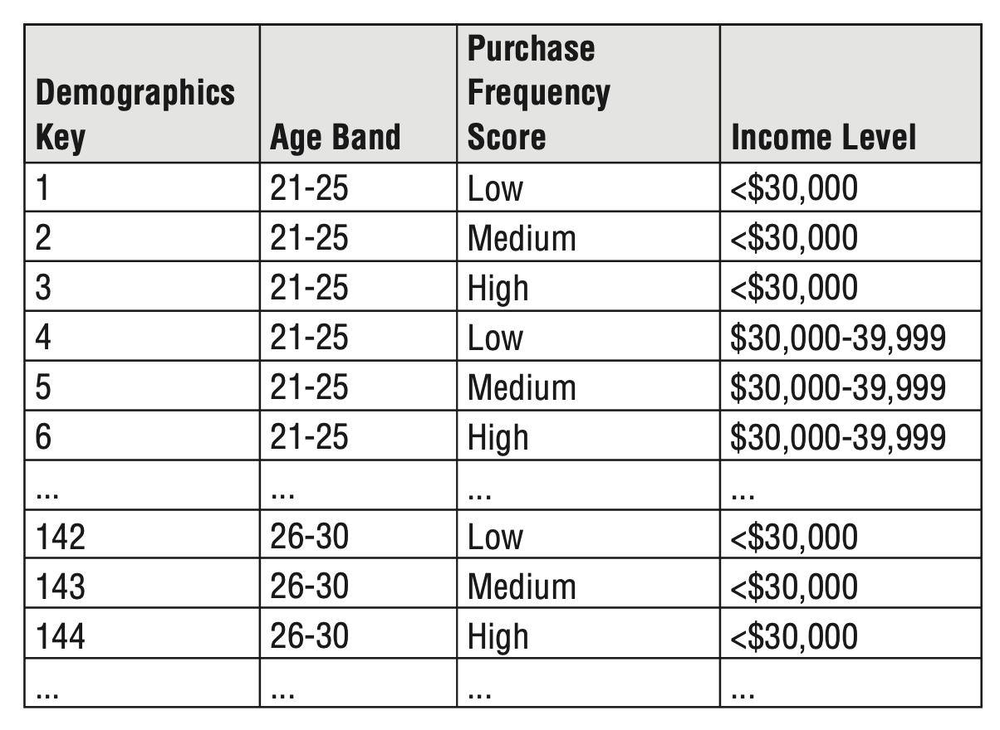 Demographics Key Age Band Purchase Frequency Score Income Level
1 21-25 Low <$30,000
2 21-25 Medium <$30,000
3 21-25 High <$30,000
4 21-25 Low $30,000-39,999
5 21-25 Medium $30,000-39,999
6 21-25 High $30,000-39,999
... ... ... ...
142 26-30 Low <$30,000
143 26-30 Medium <$30,000
144 26-30 High <$30,000
... ... ... ...